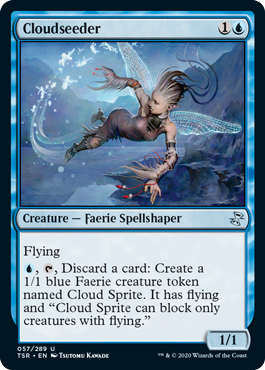 Cloudseeder 1
Creature — Faerie Spellshaper
Flying
, , Discard a card: Create a
1/1 blue Faerie creature token
named Cloud Sprite. It has flying
and “Cloud Sprite can block only
creatures with flying.”
1/1
057/289 U
TSR • EN Tsutomu Kawade
™ & © 2020 Wizards of the Coast